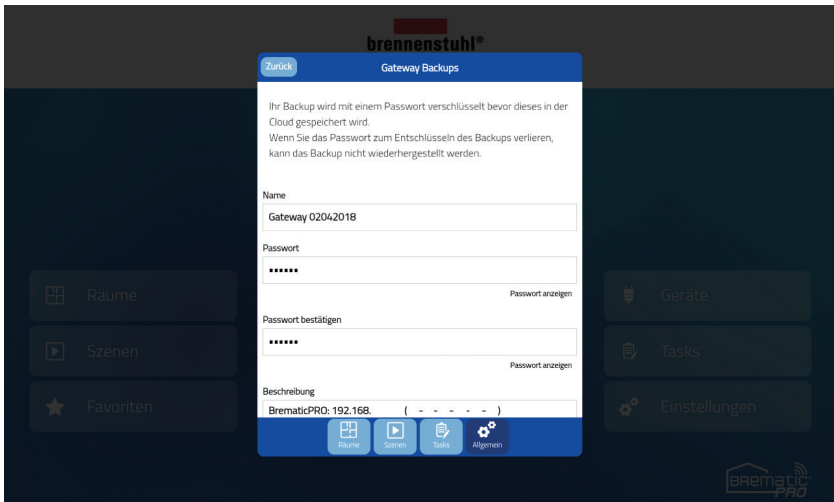 brennenstuhl®
Zurück
Gateway Backups
Ihr Backup wird mit einem Passwort verschlüsselt bevor dieses in der
Cloud gespeichert wird.
Wenn Sie das Passwort zum Entschlüsseln des Backups verlieren,
kann das Backup nicht wiederhergestellt werden.
Name
Gateway 02042018
Passwort
••••••
Passwort anzeigen
Passwort bestätigen
••••••
Passwort anzeigen
Beschreibung
BrematicPRO: 192.168. ( - - - - - )
Räume
Szenen
Tasks
Allgemein
Räume
Szenen
Favoriten
Geräte
Tasks
Einstellungen
BREMATIC
PRO